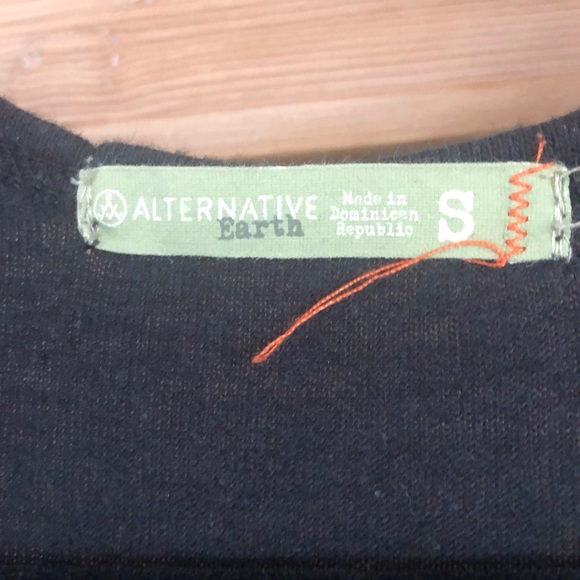 ALTERNATIVE
Earth
Made in
Dominican
Republic
S